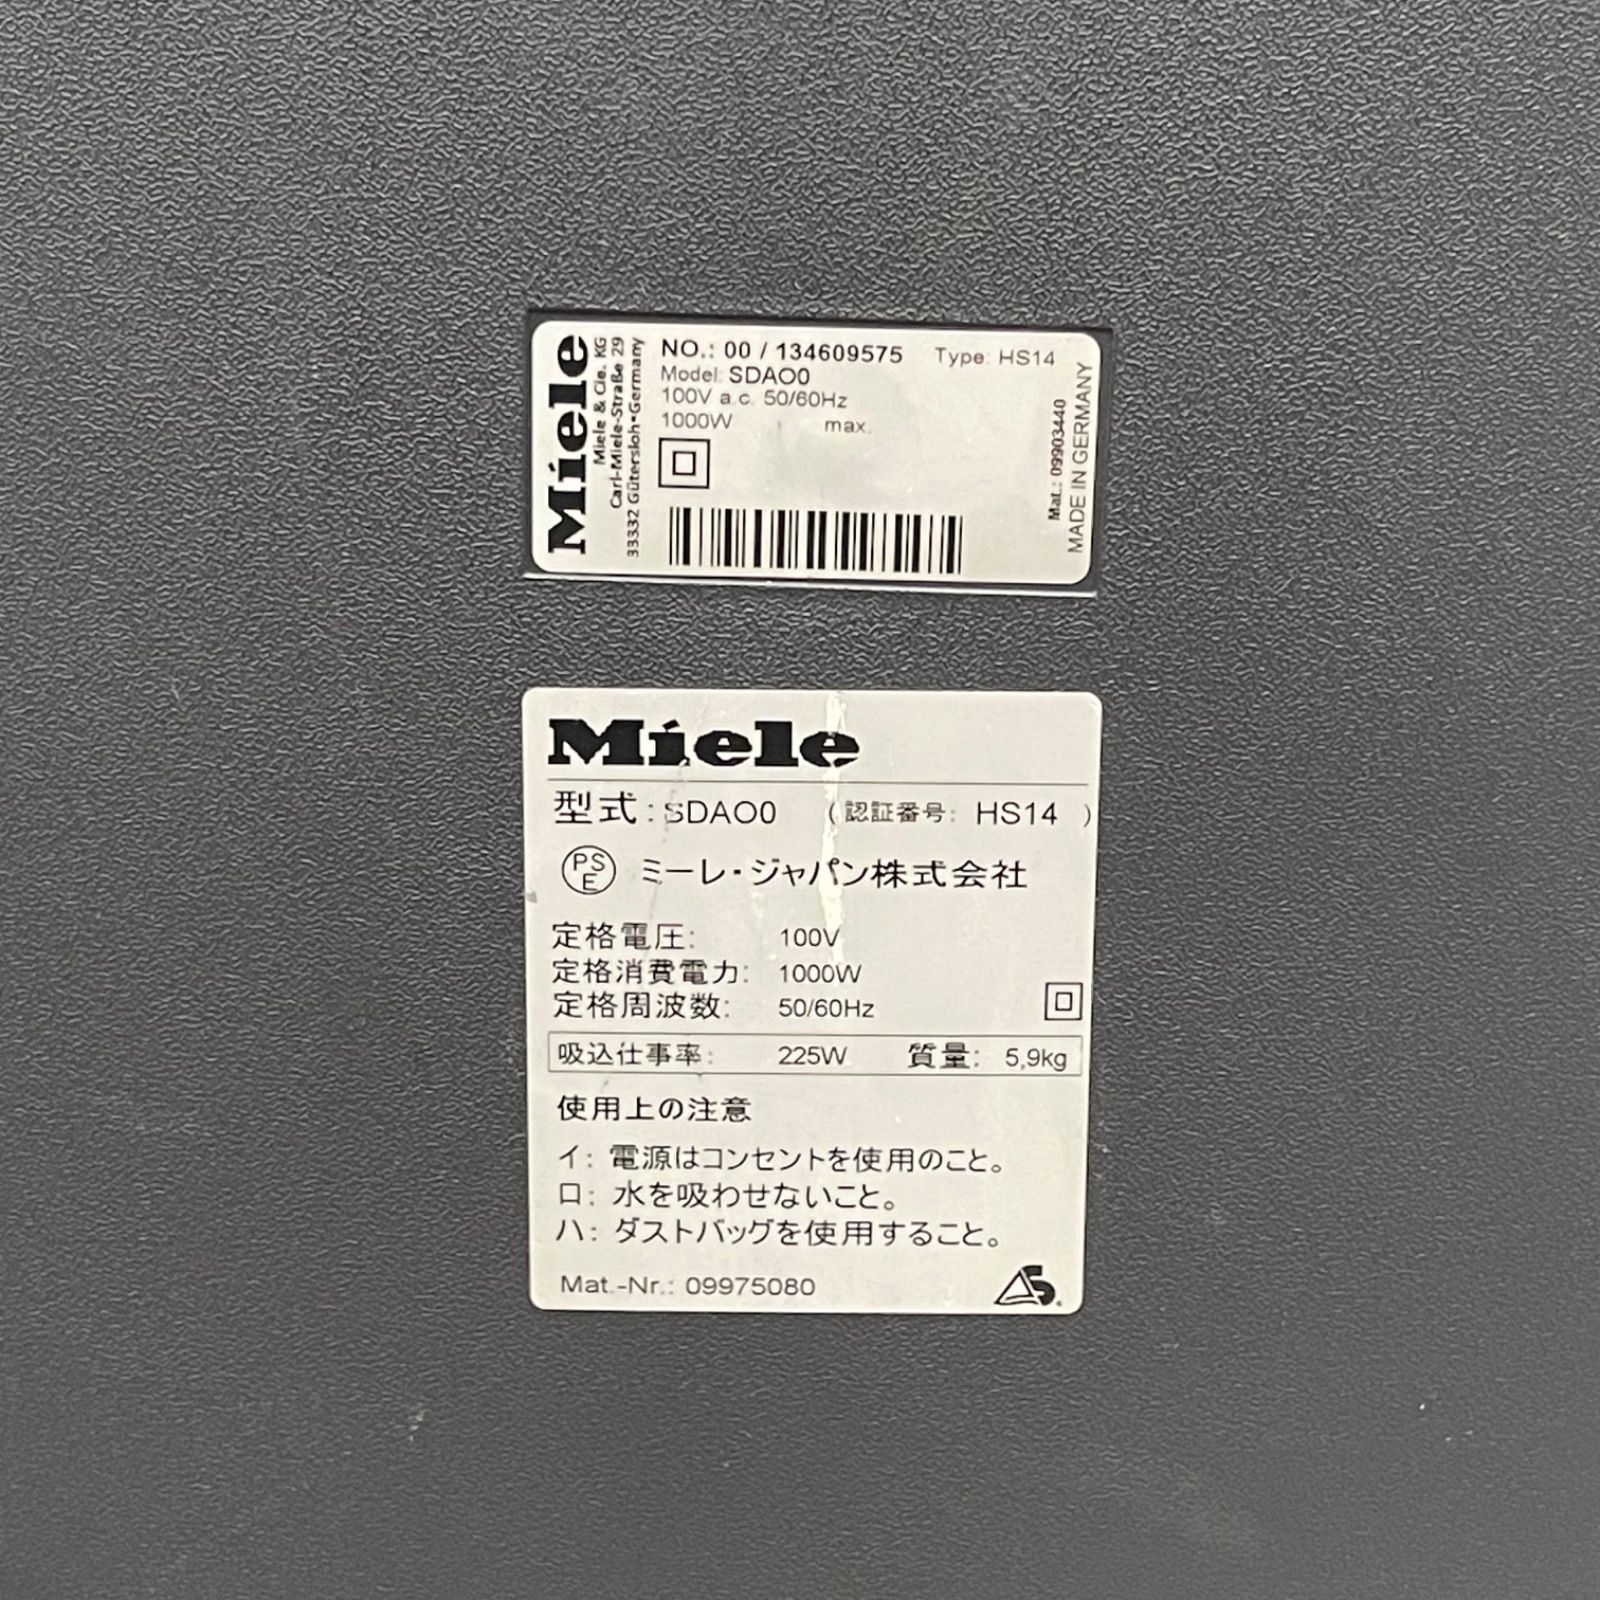 Miele
Miele & Cie. KG
Carl-Miele-Straße 29
33332 Gütersloh•Germany
NO.: 00 / 134609575 Type: HS14
Model: SDAO0
100V a.c. 50/60Hz
1000W max.
Mat.: 09903440
MADE IN GERMANY
Miele
型式: SDAO0 (認証番号: HS14 )
PSE ミーレ・ジャパン株式会社
定格電圧: 100V
定格消費電力: 1000W
定格周波数: 50/60Hz
吸込仕事率: 225W 質量: 5,9kg
使用上の注意
イ: 電源はコンセントを使用のこと。
ロ: 水を吸わせないこと。
ハ: ダストバッグを使用すること。
Mat.-Nr.: 09975080